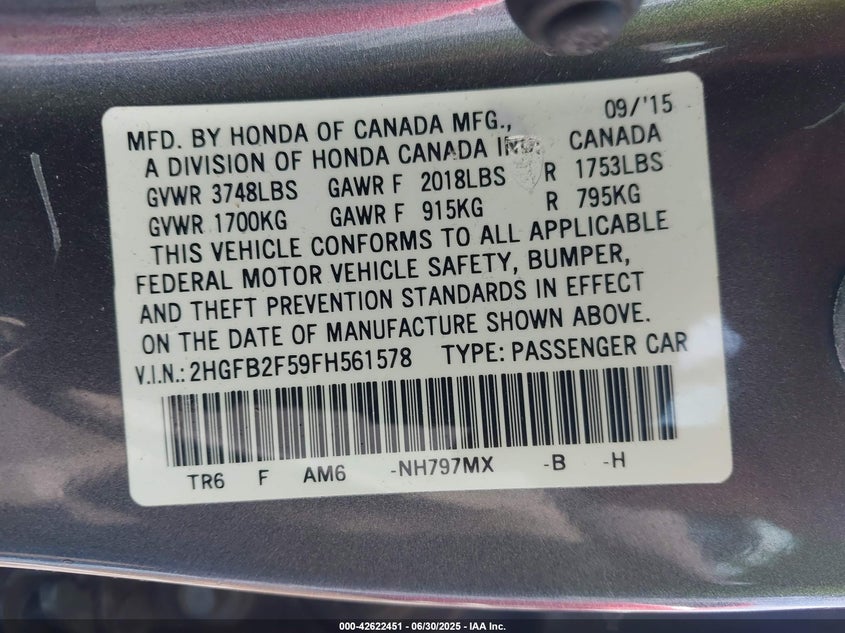 09/'15
MFD. BY HONDA OF CANADA MFG.,
A DIVISION OF HONDA CANADA INC. CANADA
GVWR 3748LBS GAWR F 2018LBS R 1753LBS
GVWR 1700KG GAWR F 915KG R 795KG
THIS VEHICLE CONFORMS TO ALL APPLICABLE
FEDERAL MOTOR VEHICLE SAFETY, BUMPER,
AND THEFT PREVENTION STANDARDS IN EFFECT
ON THE DATE OF MANUFACTURE SHOWN ABOVE.
V.I.N.: 2HGFB2F59FH561578 TYPE: PASSENGER CAR
TR6 F AM6 -NH797MX -B -H
000-42622451 - 06/30/2025 - IAA Inc.